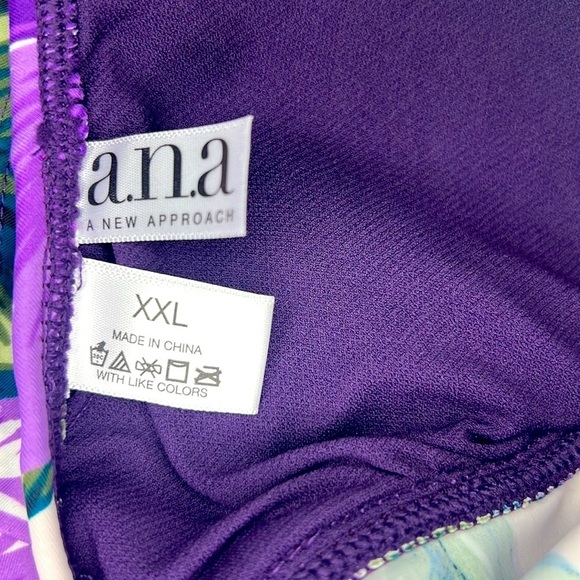 a.n.a
A NEW APPROACH
XXL
MADE IN CHINA
WITH LIKE COLORS